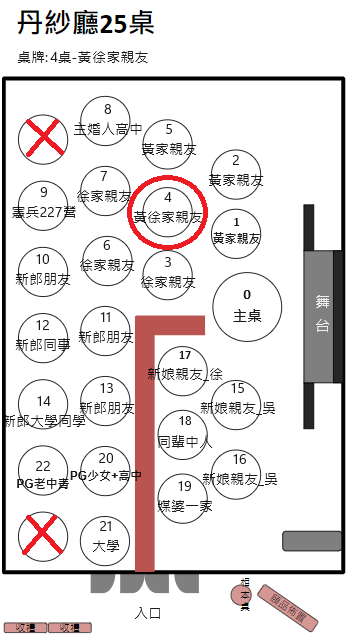 丹紗廳25桌
桌牌:4桌-黃徐家親友
8
主婚人高中
5
黃家親友
2
黃家親友
7
徐家親友
4
黃徐家親友
9
憲兵227營
1
黃家親友
6
徐家親友
3
徐家親友
10
新郎朋友
0
主桌
舞台
11
新郎朋友
12
新郎同事
17
新娘親友_徐
13
新郎朋友
15
新娘親友_吳
14
新郎大學同學
18
同輩中人
20
PG少女+高中
22
PG老中青
16
新娘親友_吳
19
媒婆一家
21
大學
入口
相本桌
收禮
收禮